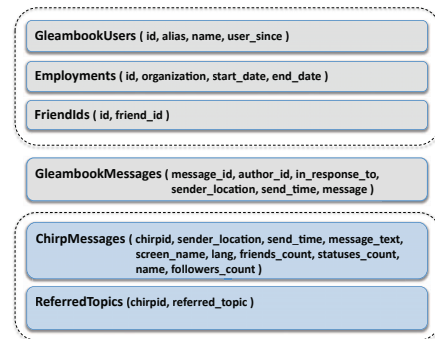 GleambookUsers ( id, alias, name, user_since )
Employments ( id, organization, start_date, end_date )
FriendIds ( id, friend_id )
GleambookMessages ( message_id, author_id, in_response_to,
sender_location, send_time, message )
ChirpMessages ( chirpid, sender_location, send_time, message_text,
screen_name, lang, friends_count, statuses_count,
name, followers_count )
ReferredTopics (chirpid, referred_topic )